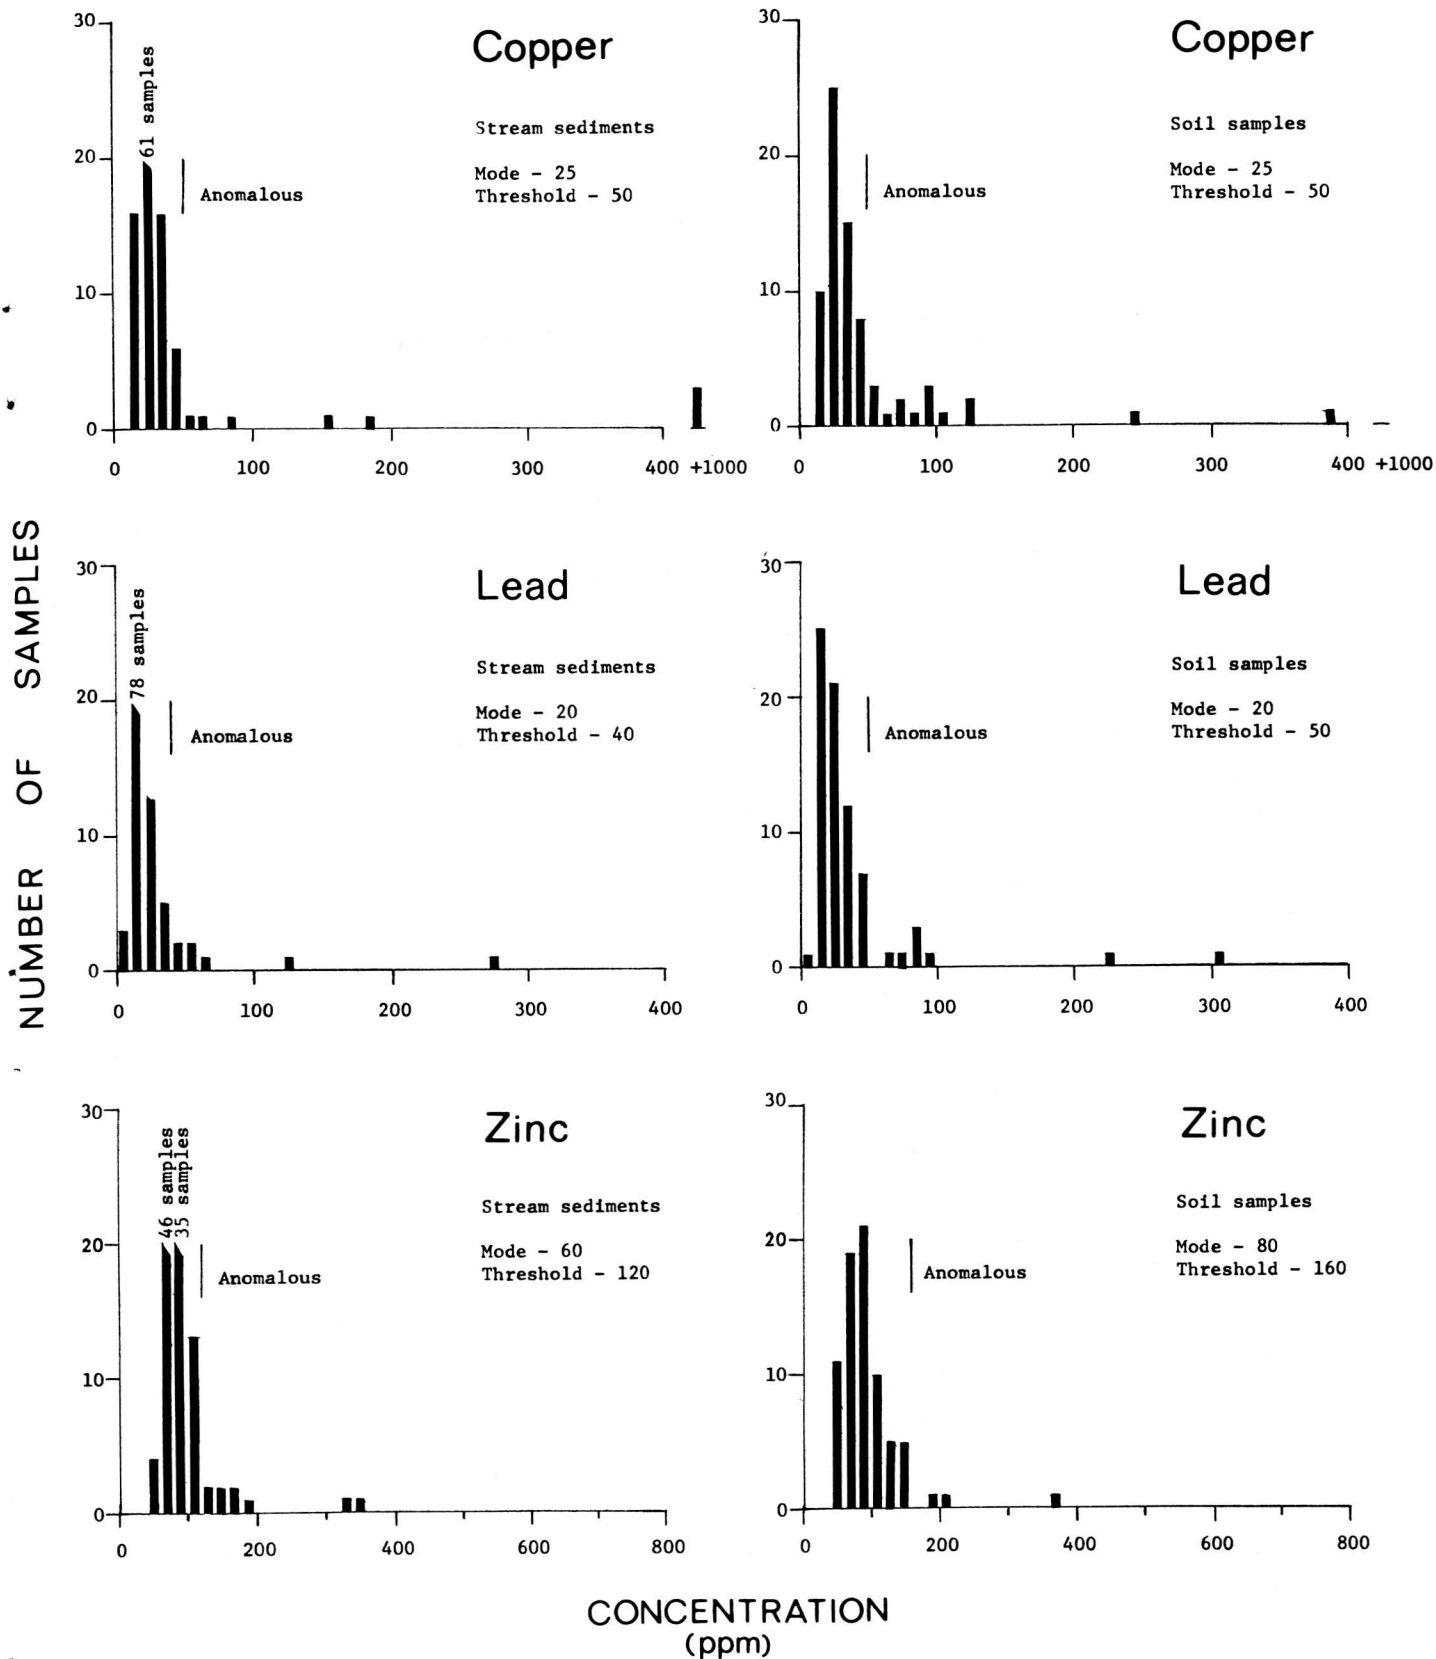 NUMBER OF SAMPLES
Copper
Stream sediments
Mode - 25
Threshold - 50
61 samples
Anomalous
30
20
10
0
0 100 200 300 400 +1000
Copper
Soil samples
Mode - 25
Threshold - 50
Anomalous
30
20
10
0
0 100 200 300 400 +1000
Lead
Stream sediments
Mode - 20
Threshold - 40
78 samples
Anomalous
30
20
10
0
0 100 200 300 400
Lead
Soil samples
Mode - 20
Threshold - 50
Anomalous
30
20
10
0
0 100 200 300 400
Zinc
Stream sediments
Mode - 60
Threshold - 120
46 samples
35 samples
Anomalous
30
20
10
0
0 200 400 600 800
Zinc
Soil samples
Mode - 80
Threshold - 160
Anomalous
30
20
10
0
0 200 400 600 800
CONCENTRATION
(ppm)